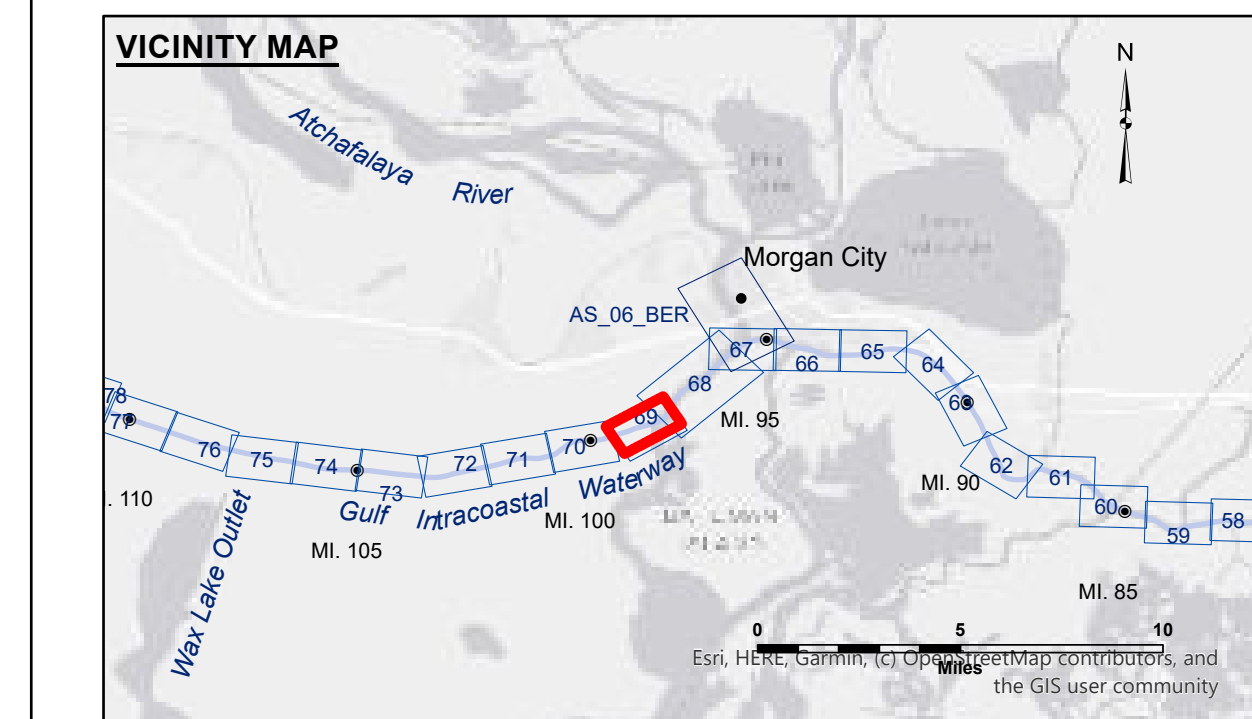 VICINITY MAP
N
Atchafalaya
River
Morgan City
AS_06_BER
67
66
65
64
63
62
61
60
59
58
68
69
70
71
72
73
74
75
76
77
78
MI. 95
MI. 90
MI. 85
MI. 100
MI. 105
. 110
Gulf Intracoastal Waterway
Wax Lake Outlet
0 5 10
Miles
Esri, HERE, Garmin, (c) OpenStreetMap contributors, and
the GIS user community